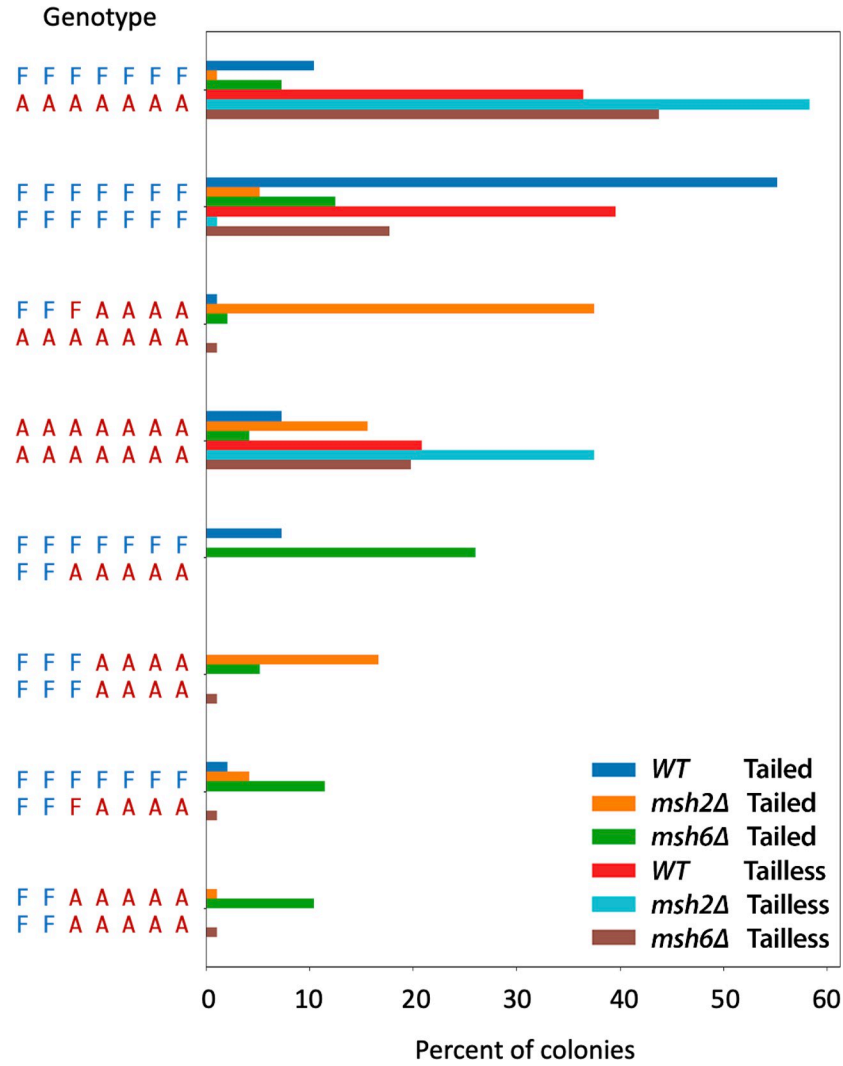 Genotype
F F F F F F F
A A A A A A A
F F F F F F F
F F F F F F F
F F F A A A A
A A A A A A A
A A A A A A A
A A A A A A A
F F F F F F F
F F A A A A A
F F F A A A A
F F F A A A A
F F F F F F F
F F F A A A A
F F A A A A A
F F A A A A A
WT Tailed
msh2Δ Tailed
msh6Δ Tailed
WT Tailless
msh2Δ Tailless
msh6Δ Tailless
0 10 20 30 40 50 60
Percent of colonies